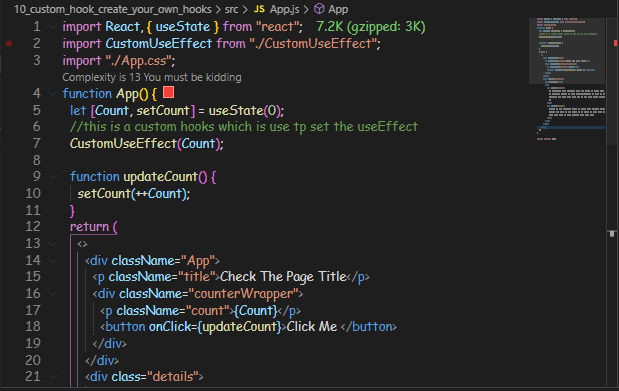 10_custom_hook_create_your_own_hooks > src > JS App.js > App
1 import React, { useState } from "react"; 7.2K (gzipped: 3K)
2 import CustomUseEffect from "./CustomUseEffect";
3 import "./App.css";
Complexity is 13 You must be kidding
4 function App() {
5 let [Count, setCount] = useState(0);
6 //this is a custom hooks which is use tp set the useEffect
7 CustomUseEffect(Count);
8
9 function updateCount() {
10 setCount(++Count);
11 }
12 return (
13 <>
14 <div className="App">
15 <p className="title">Check The Page Title</p>
16 <div className="counterWrapper">
17 <p className="count">{Count}</p>
18 <button onClick={updateCount}>Click Me </button>
19 </div>
20 </div>
21 <div class="details">